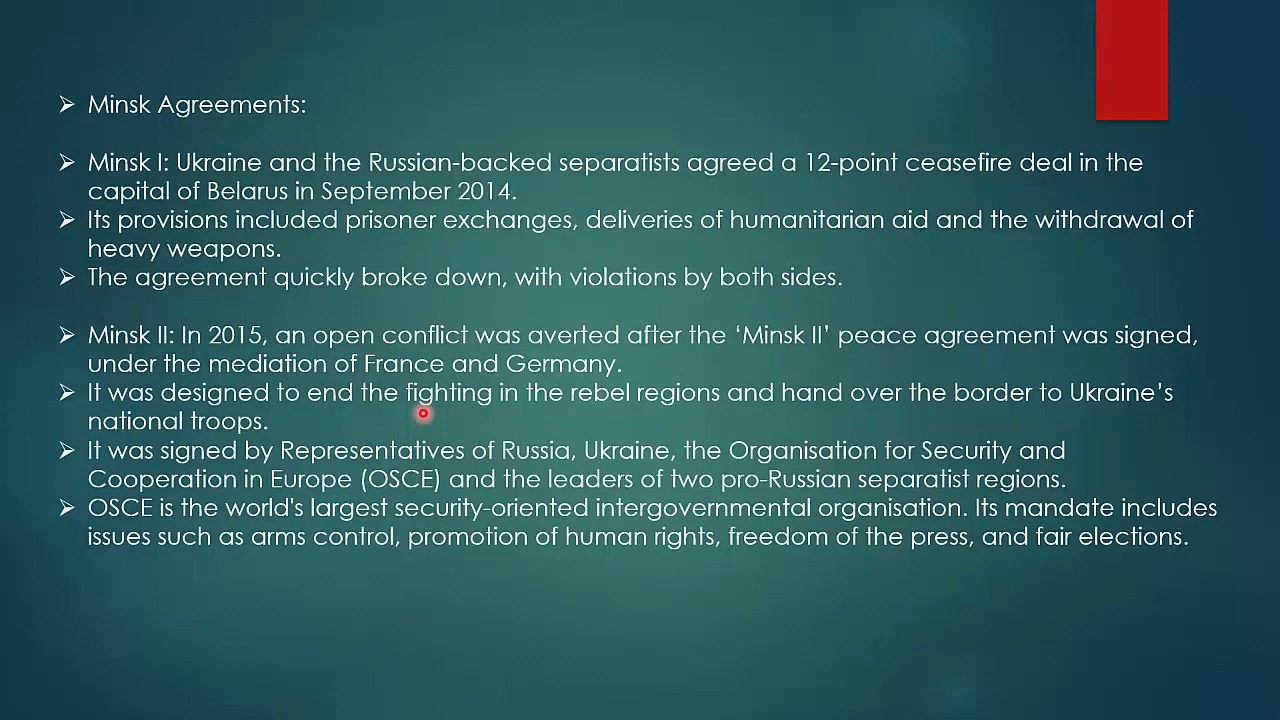 Minsk Agreements:
Minsk I: Ukraine and the Russian-backed separatists agreed a 12-point ceasefire deal in the
capital of Belarus in September 2014.
Its provisions included prisoner exchanges, deliveries of humanitarian aid and the withdrawal of
heavy weapons.
The agreement quickly broke down, with violations by both sides.
Minsk II: In 2015, an open conflict was averted after the ‘Minsk II’ peace agreement was signed,
under the mediation of France and Germany.
It was designed to end the fighting in the rebel regions and hand over the border to Ukraine’s
national troops.
It was signed by Representatives of Russia, Ukraine, the Organisation for Security and
Cooperation in Europe (OSCE) and the leaders of two pro-Russian separatist regions.
OSCE is the world's largest security-oriented intergovernmental organisation. Its mandate includes
issues such as arms control, promotion of human rights, freedom of the press, and fair elections.